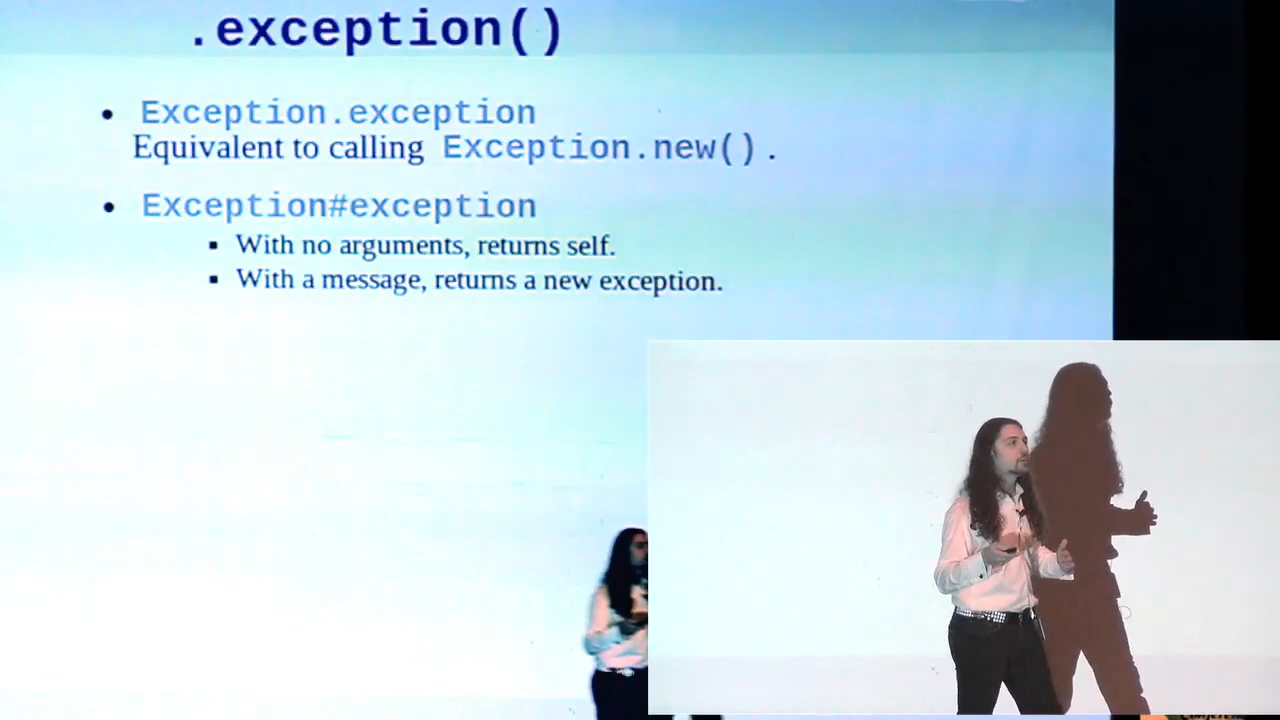 .exception()
• Exception.exception
Equivalent to calling Exception.new().
• Exception#exception
▪ With no arguments, returns self.
▪ With a message, returns a new exception.